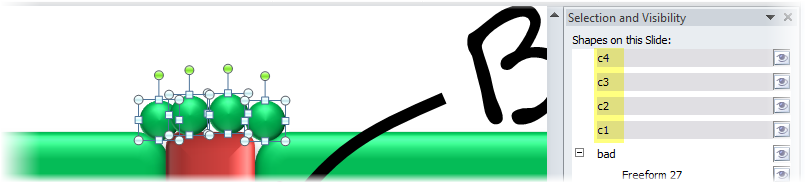 B
Selection and Visibility
Shapes on this Slide:
c4
c3
c2
c1
bad
Freeform 27